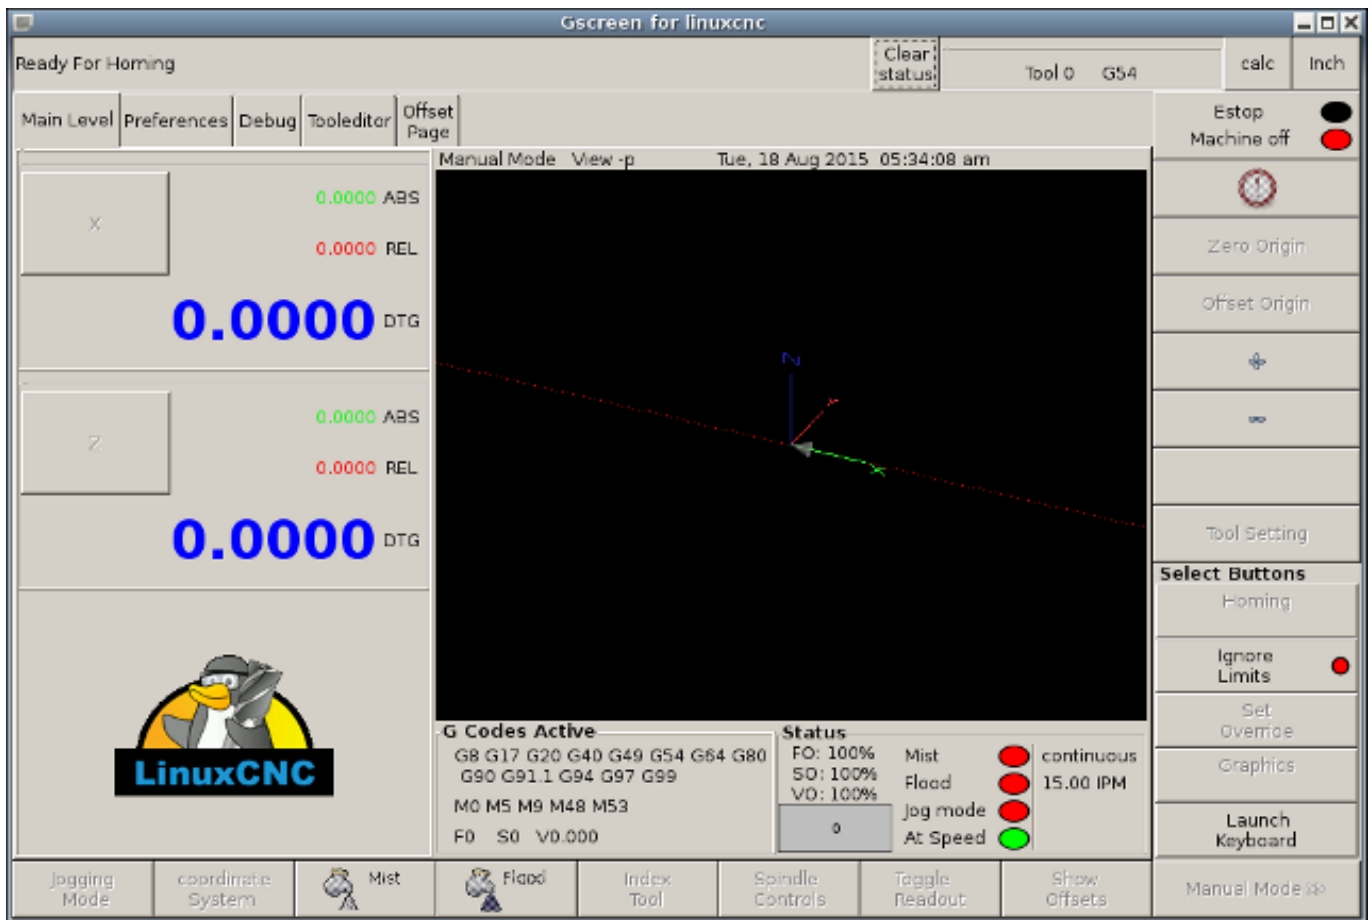 Gscreen for linuxcnc
Ready For Homing
Clear
status
Tool 0 G54
calc
Inch
Main Level
Preferences
Debug
Tooleditor
Offset
Page
Estop
Machine off
Manual Mode View -p Tue, 18 Aug 2015 05:34:08 am
X
0.0000 ABS
0.0000 REL
0.0000 DTG
Z
0.0000 ABS
0.0000 REL
0.0000 DTG
LinuxCNC
Z
Y
X
Zero Origin
Offset Origin
+
-
Tool Setting
Select Buttons
Homing
Ignore
Limits
Set
Override
Graphics
Launch
Keyboard
G Codes Active
G8 G17 G20 G40 G49 G54 G64 G80
G90 G91.1 G94 G97 G99
M0 M5 M9 M48 M53
F0 S0 V0.000
Status
FO: 100%
SO: 100%
VO: 100%
0
Mist
Flood
Jog mode
At Speed
continuous
15.00 IPM
Jogging
Mode
coordinate
System
Mist
Flood
Index
Tool
Spindle
Controls
Toggle
Readout
Show
Offsets
Manual Mode >>